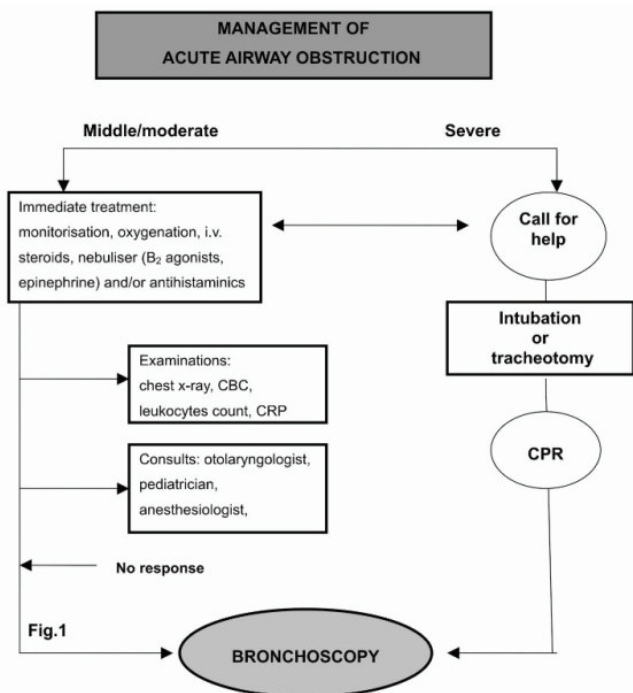 MANAGEMENT OF
ACUTE AIRWAY OBSTRUCTION
Middle/moderate
Severe
Immediate treatment:
monitorisation, oxygenation, i.v.
steroids, nebuliser (B₂ agonists,
epinephrine) and/or antihistaminics
Call for
help
Intubation
or
tracheotomy
Examinations:
chest x-ray, CBC,
leukocytes count, CRP
CPR
Consults: otolaryngologist,
pediatrician,
anesthesiologist,
No response
Fig.1
BRONCHOSCOPY